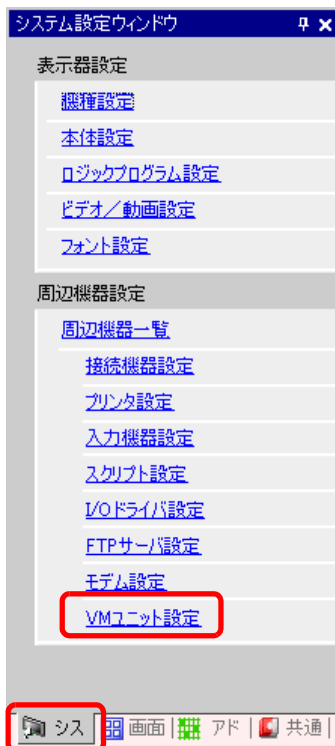 システム設定ウィンドウ
表示器設定
機種設定
本体設定
ロジックプログラム設定
ビデオ／動画設定
フォント設定
周辺機器設定
周辺機器一覧
接続機器設定
プリンタ設定
入力機器設定
スクリプト設定
I/Oドライバ設定
FTPサーバ設定
モデム設定
VMユニット設定
シス 画面 アド 共通